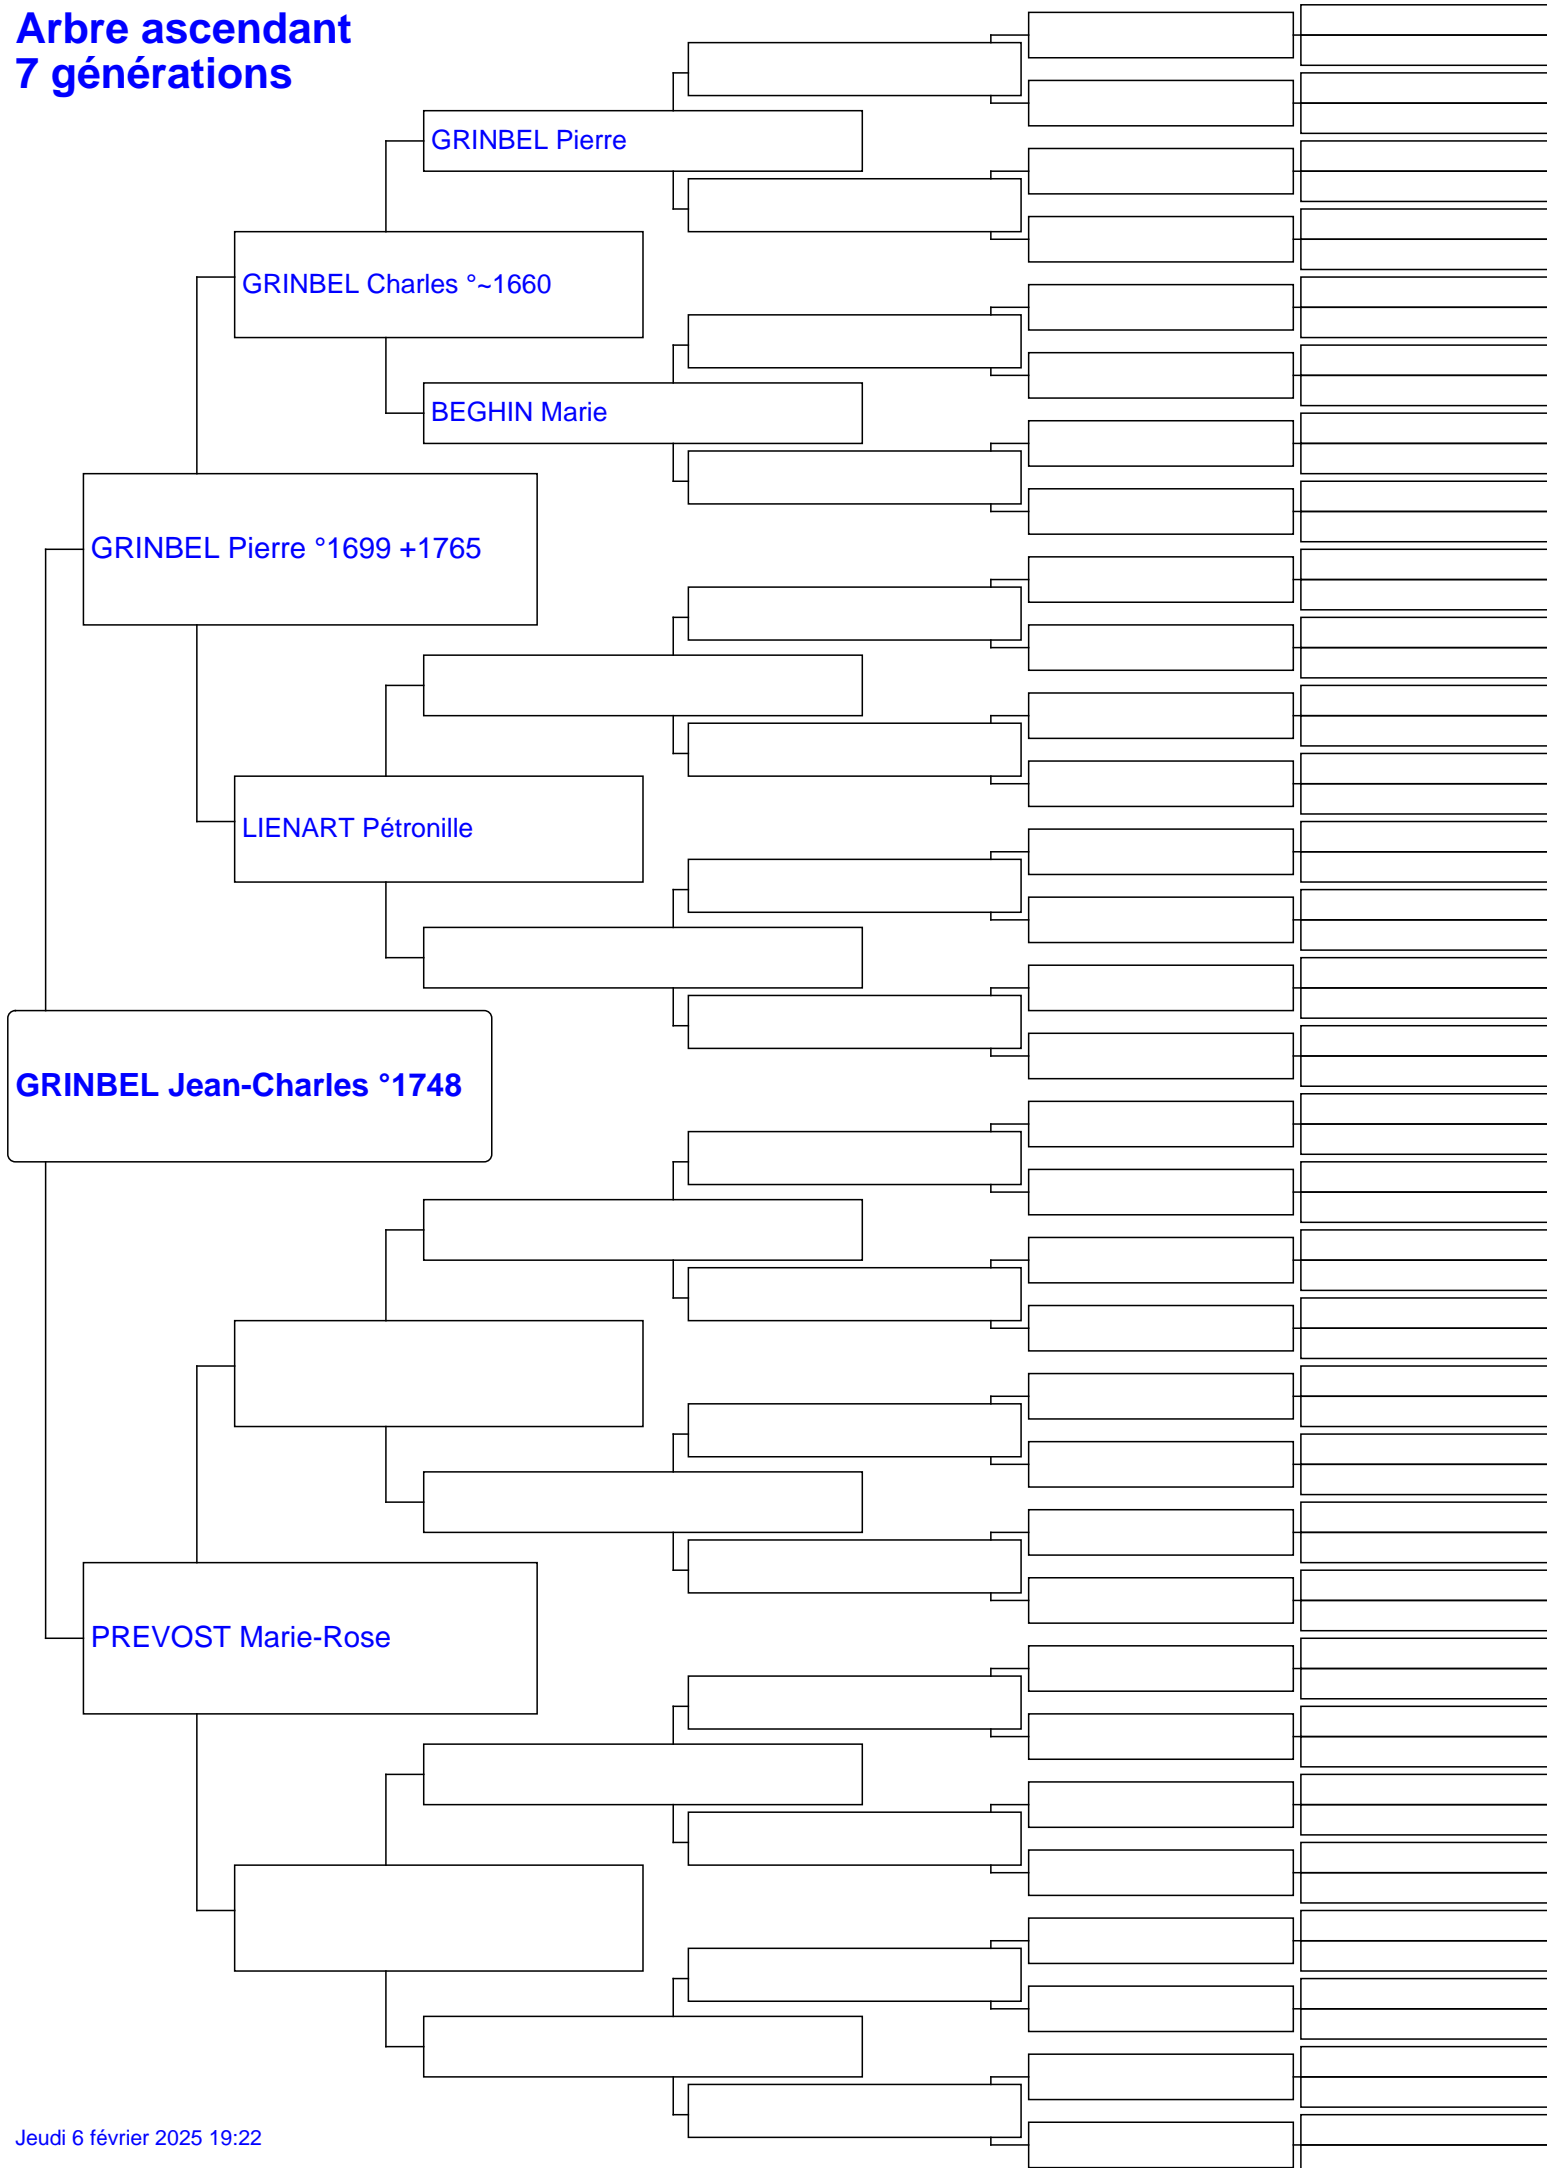 Arbre ascendant
7 générations
GRINBEL Pierre
GRINBEL Charles °~1660
BEGHIN Marie
GRINBEL Pierre °1699 +1765
LIENART Pétronille
GRINBEL Jean-Charles °1748
PREVOST Marie-Rose
Jeudi 6 février 2025 19:22